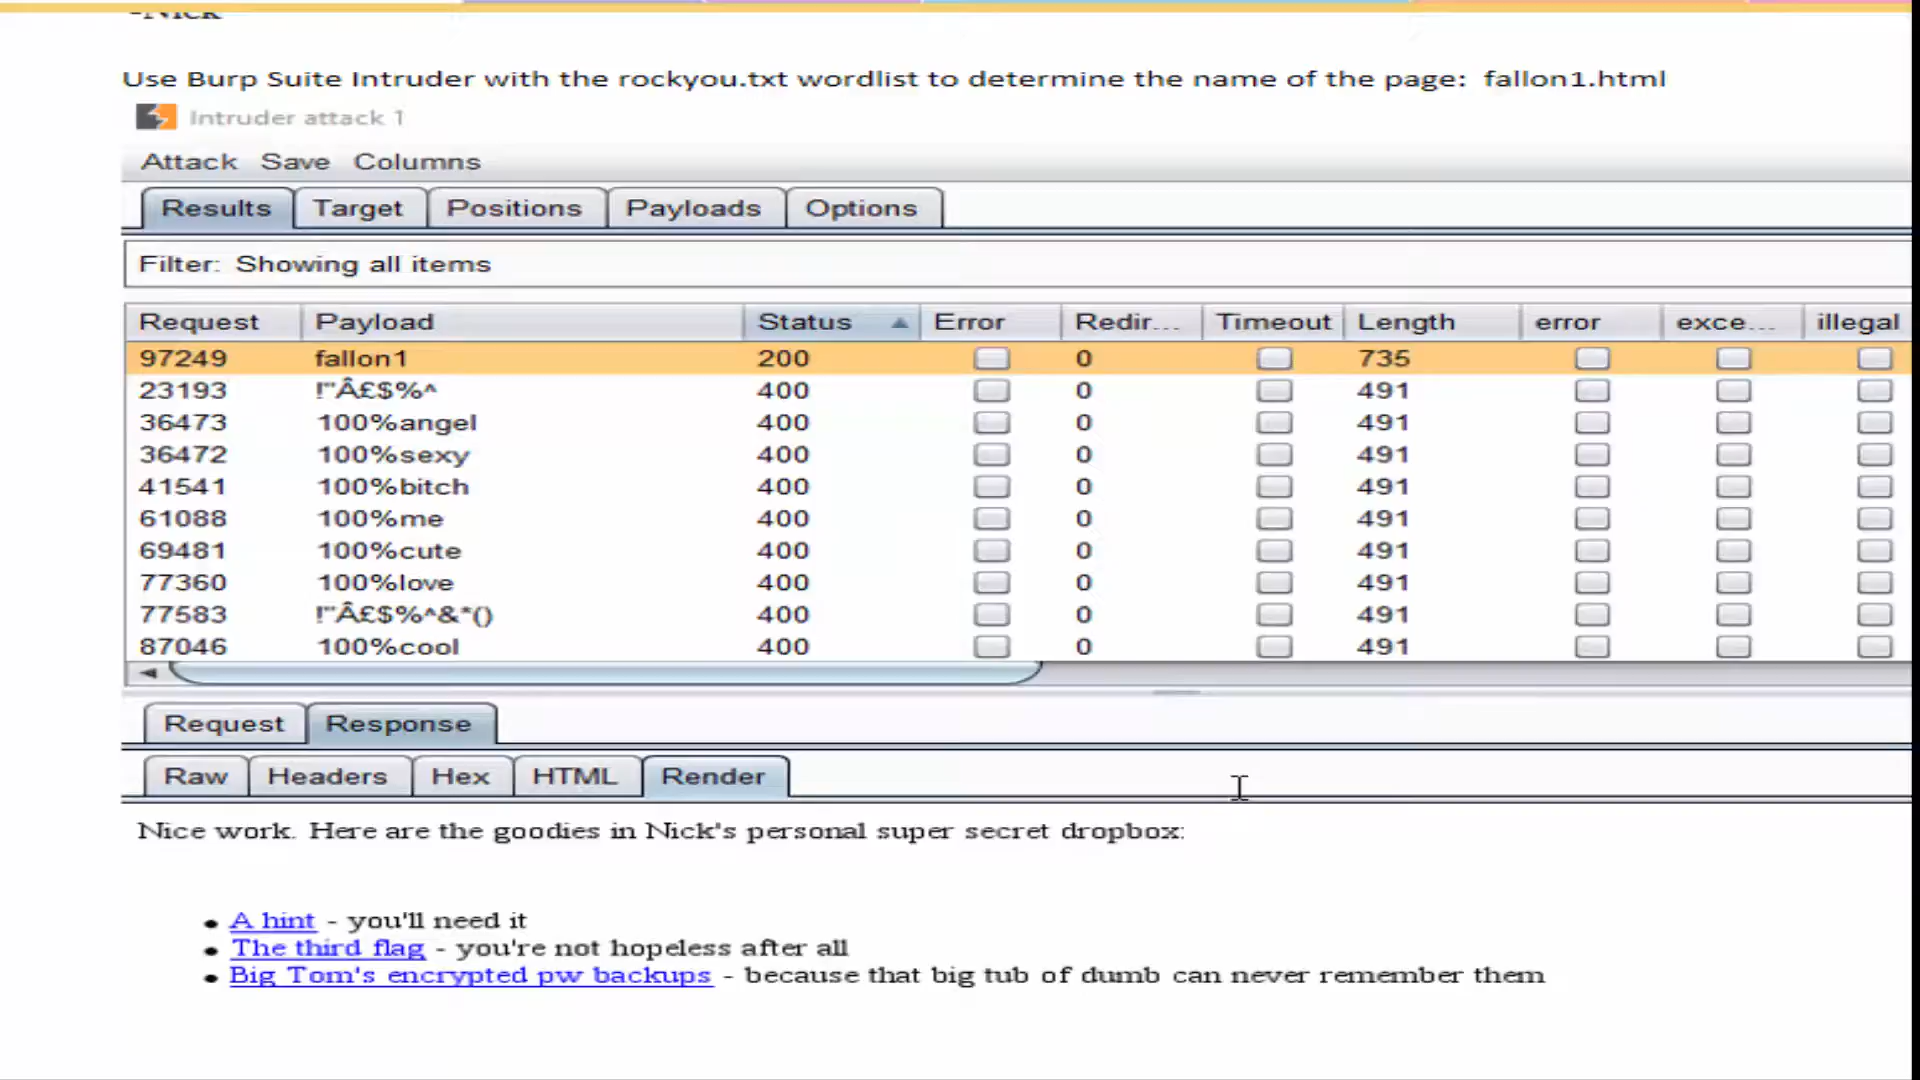 -Nick
Use Burp Suite Intruder with the rockyou.txt wordlist to determine the name of the page: fallon1.html
Intruder attack 1
Attack Save Columns
Results Target Positions Payloads Options
Filter: Showing all items
Request Payload Status Error Redir... Timeout Length error exce... illegal
97249 fallon1 200 0 735
23193 !"Â£$%^ 400 0 491
36473 100%angel 400 0 491
36472 100%sexy 400 0 491
41541 100%bitch 400 0 491
61088 100%me 400 0 491
69481 100%cute 400 0 491
77360 100%love 400 0 491
77583 !"Â£$%^&*() 400 0 491
87046 100%cool 400 0 491
Request Response
Raw Headers Hex HTML Render
Nice work. Here are the goodies in Nick's personal super secret dropbox:
• A hint - you'll need it
• The third flag - you're not hopeless after all
• Big Tom's encrypted pw backups - because that big tub of dumb can never remember them